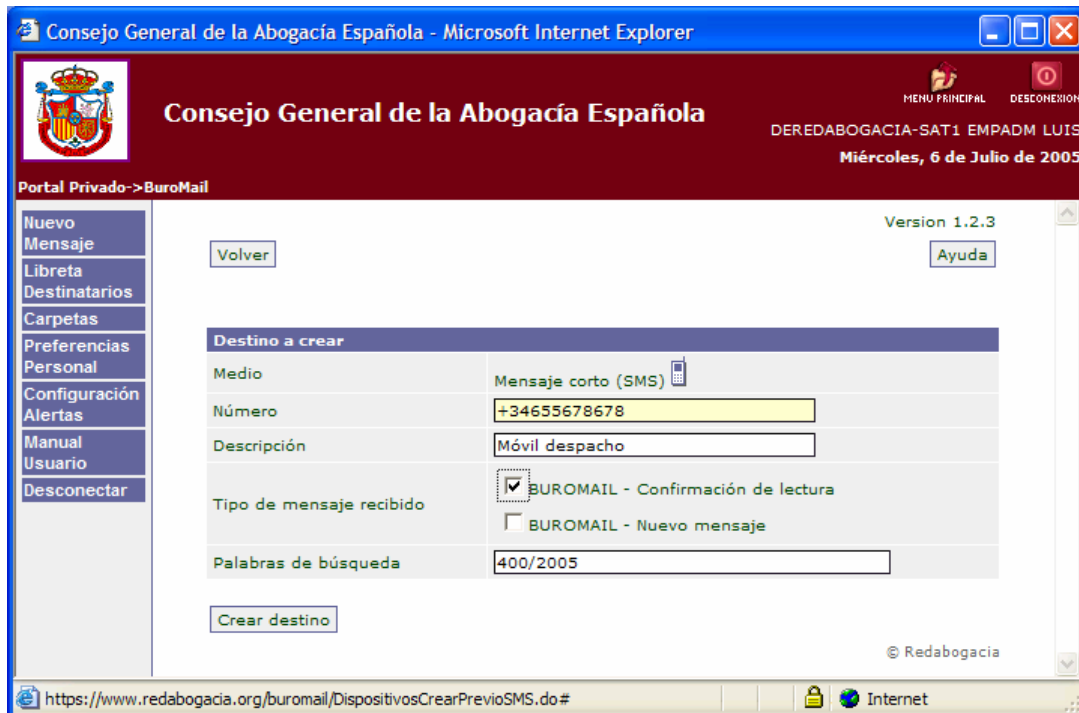 Consejo General de la Abogacía Española - Microsoft Internet Explorer
MENU PRINCIPAL
DESCONEXION
Consejo General de la Abogacía Española
DEREDABOGACIA-SAT1 EMPADM LUIS
Miércoles, 6 de Julio de 2005
Portal Privado->BuroMail
Nuevo
Mensaje
Libreta
Destinatarios
Carpetas
Preferencias
Personal
Configuración
Alertas
Manual
Usuario
Desconectar
Version 1.2.3
Volver
Ayuda
Destino a crear
Medio
Mensaje corto (SMS)
Número
+34655678678
Descripción
Móvil despacho
Tipo de mensaje recibido
BUROMAIL - Confirmación de lectura
BUROMAIL - Nuevo mensaje
Palabras de búsqueda
400/2005
Crear destino
© Redabogacia
https://www.redabogacia.org/buromail/DispositivosCrearPrevioSMS.do#
Internet